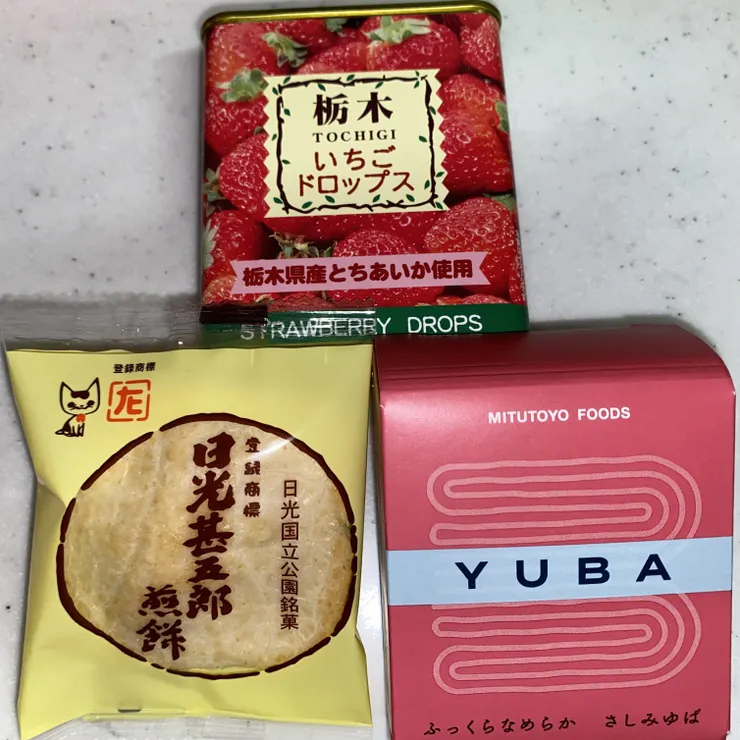 栃木
TOCHIGI
いちご
ドロップス
栃木県産とちあいか使用
STRAWBERRY DROPS
登録商標
登録商標
日光甚五郎
煎餅
日光国立公園銘菓
MITUTOYO FOODS
YUBA
ふっくらなめらか さしみゆば